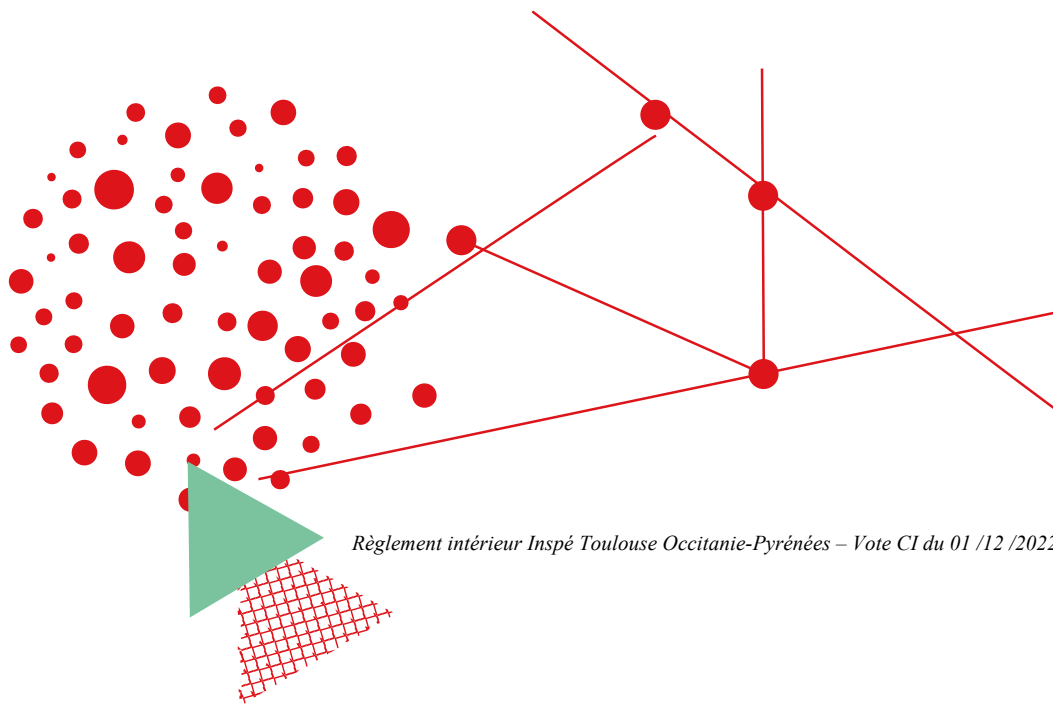 Règlement intérieur Inspé Toulouse Occitanie-Pyrénées – Vote CI du 01 /12 /2022